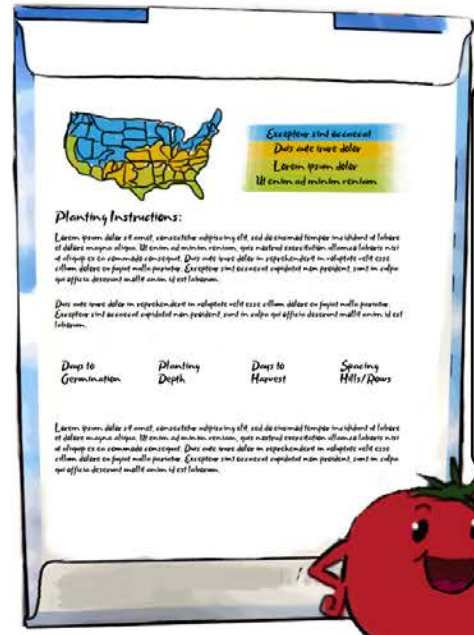 Excepteur sint occaecat
Duis aute irure dolor
Lorem ipsum dolor
Ut enim ad minim veniam
Planting Instructions:
Lorem ipsum dolor sit amet, consectetur adipiscing elit, sed do eiusmod tempor incididunt ut labore
et dolore magna aliqua. Ut enim ad minim veniam, quis nostrud exercitation ullamco laboris nisi
ut aliquip ex ea commodo consequat. Duis aute irure dolor in reprehenderit in voluptate velit esse
cillum dolore eu fugiat nulla pariatur. Excepteur sint occaecat cupidatat non proident, sunt in culpa
qui officia deserunt mollit anim id est laborum.
Duis aute irure dolor in reprehenderit in voluptate velit esse cillum dolore eu fugiat nulla pariatur.
Excepteur sint occaecat cupidatat non proident, sunt in culpa qui officia deserunt mollit anim id est
laborum.
Days to Planting Days to Spacing
Germination Depth Harvest Hills/Rows
Lorem ipsum dolor sit amet, consectetur adipiscing elit, sed do eiusmod tempor incididunt ut labore
et dolore magna aliqua. Ut enim ad minim veniam, quis nostrud exercitation ullamco laboris nisi
ut aliquip ex ea commodo consequat. Duis aute irure dolor in reprehenderit in voluptate velit esse
cillum dolore eu fugiat nulla pariatur. Excepteur sint occaecat cupidatat non proident, sunt in culpa
qui officia deserunt mollit anim id est laborum.